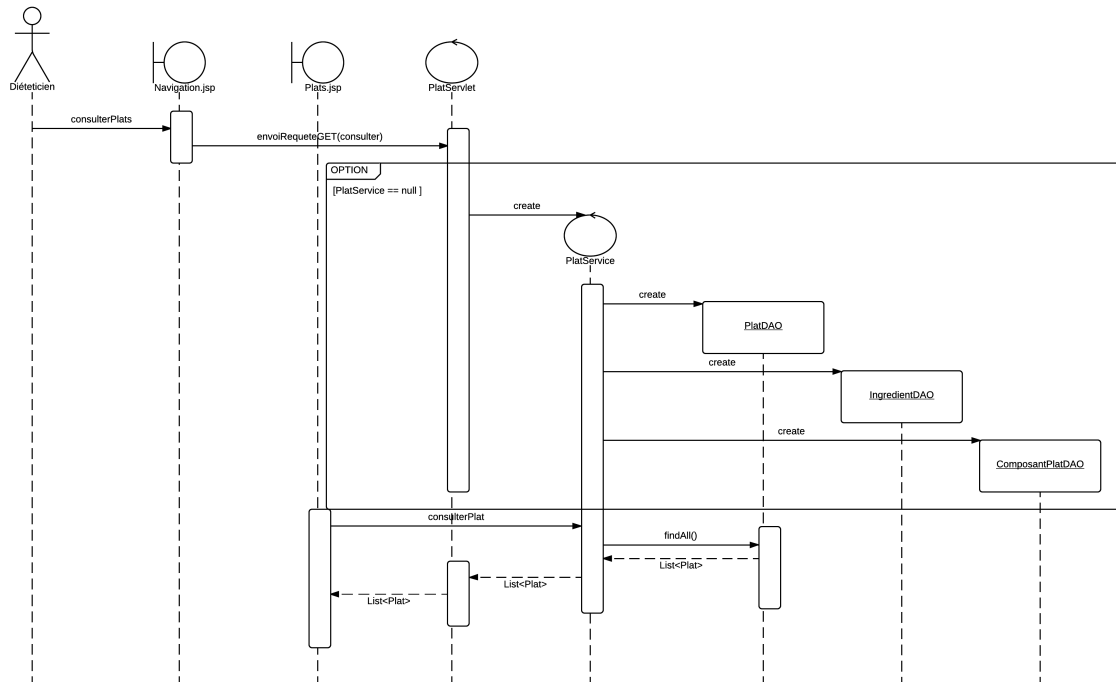 Diéteticien
Navigation.jsp
Plats.jsp
PlatServlet
consulterPlats
envoiRequeteGET(consulter)
OPTION
[PlatService == null ]
create
PlatService
create
PlatDAO
create
IngredientDAO
create
ComposantPlatDAO
consulterPlat
findAll()
List<Plat>
List<Plat>
List<Plat>